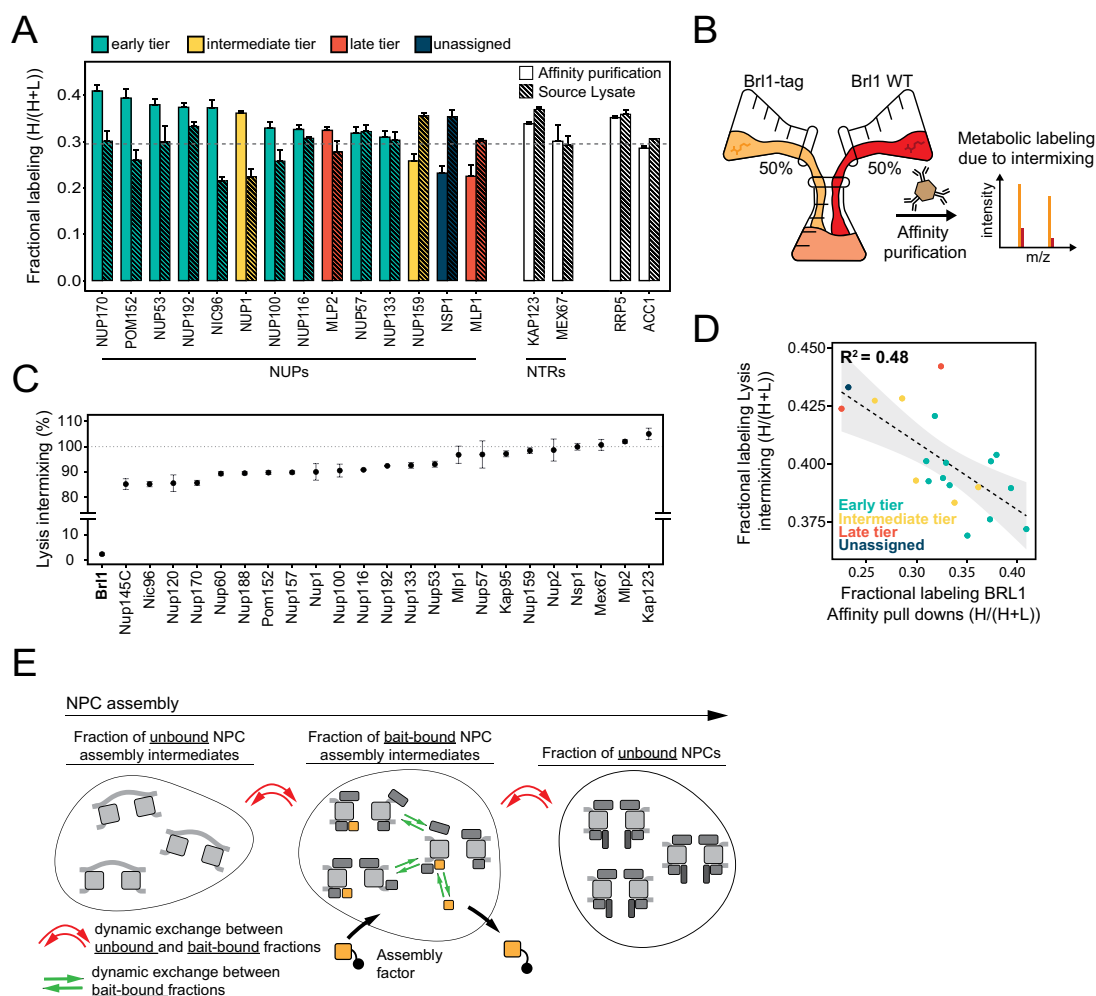 A
early tier
intermediate tier
late tier
unassigned
Fractional labeling (H/(H+L))
0.4
0.3
0.2
0.1
0.0
Affinity purification
Source Lysate
NUP170
POM152
NUP53
NUP192
NIC96
NUP1
NUP100
NUP116
MLP2
NUP57
NUP133
NUP159
NSP1
MLP1
KAP123
MEX67
RRP5
ACC1
NUPs
NTRs
B
Brl1-tag
Brl1 WT
50%
50%
Affinity
purification
Metabolic labeling
due to intermixing
intensity
m/z
C
Lysis intermixing (%)
110
100
90
80
10
0
Brl1
Nup145C
Nic96
Nup120
Nup170
Nup60
Nup188
Pom152
Nup157
Nup1
Nup100
Nup116
Nup192
Nup133
Nup53
Mlp1
Nup57
Kap95
Nup159
Nup2
Nsp1
Mex67
Mlp2
Kap123
D
Fractional labeling Lysis
intermixing (H/(H+L))
0.450
0.425
0.400
0.375
R² = 0.48
Early tier
Intermediate tier
Late tier
Unassigned
0.25
0.30
0.35
0.40
Fractional labeling BRL1
Affinity pull downs (H/(H+L))
E
NPC assembly
Fraction of unbound NPC
assembly intermediates
Fraction of bait-bound NPC
assembly intermediates
Fraction of unbound NPCs
dynamic exchange between
unbound and bait-bound fractions
dynamic exchange between
bait-bound fractions
Assembly
factor